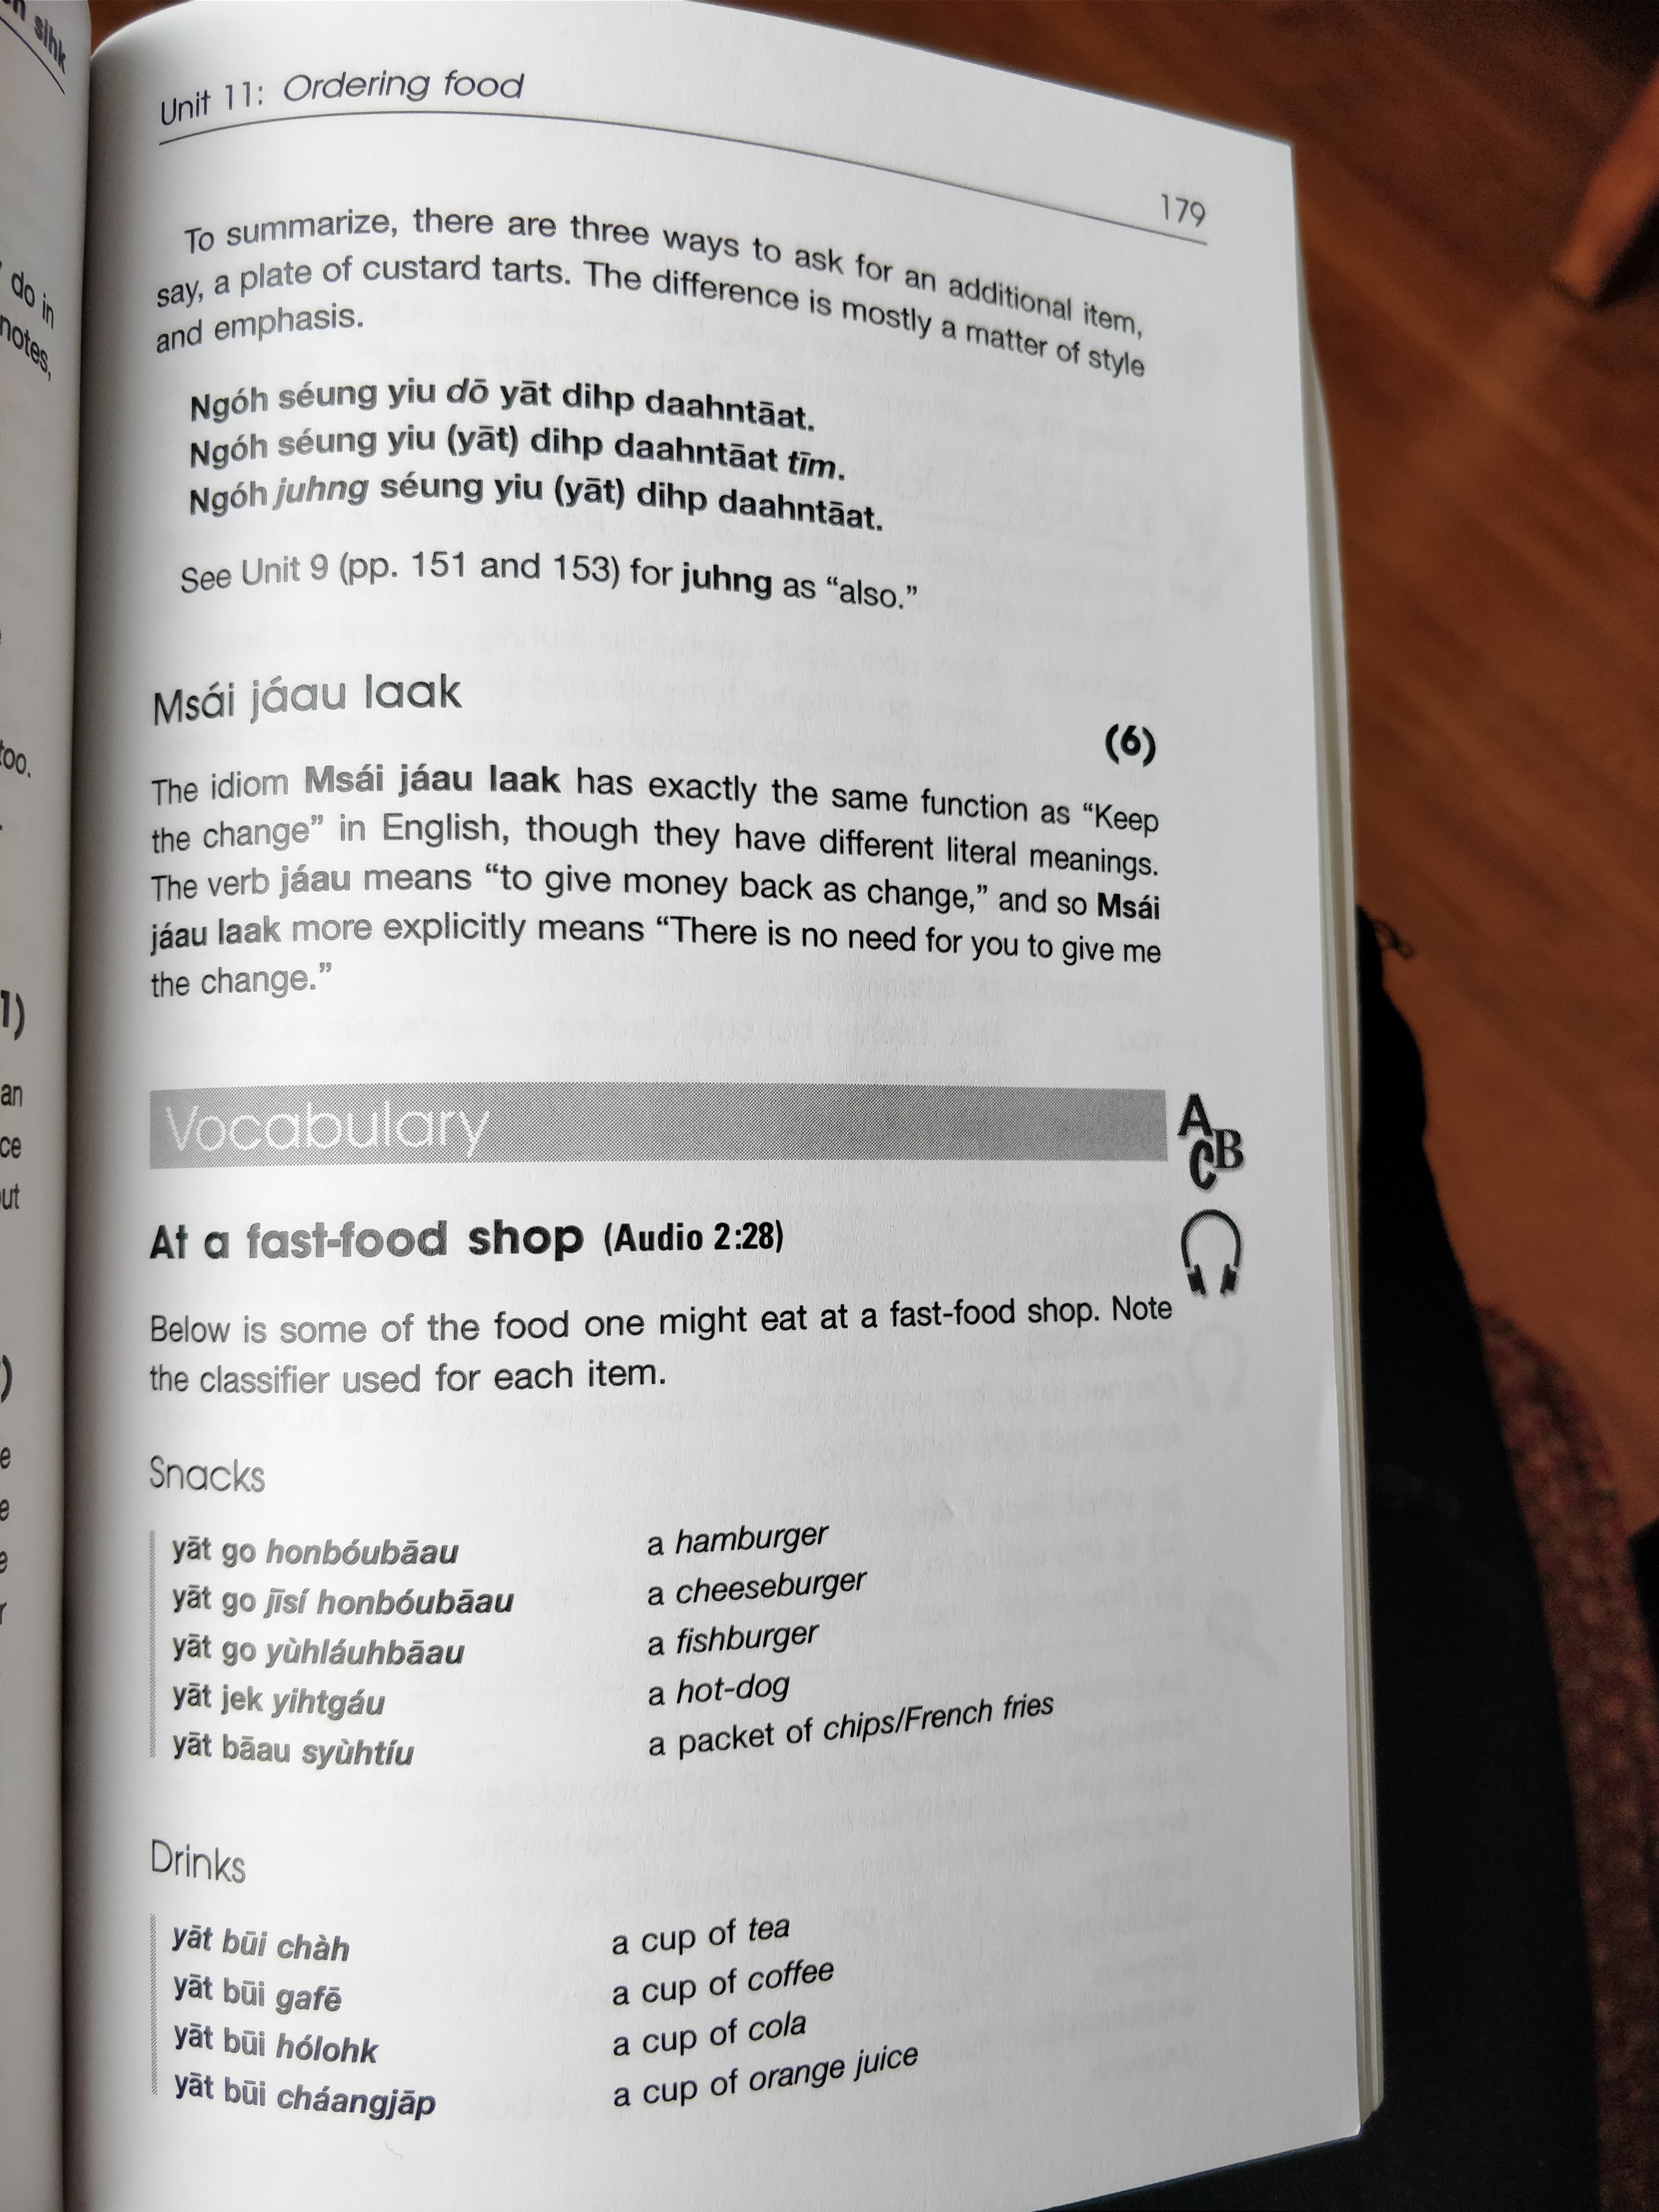 sihk
do in
notes,
too.
1)
an
ce
out
)
e
e
e
r
Unit 11: Ordering food
179
To summarize, there are three ways to ask for an additional item,
say, a plate of custard tarts. The difference is mostly a matter of style
and emphasis.
Ngóh séung yiu dō yāt dihp daahntāat.
Ngóh séung yiu (yāt) dihp daahntāat tīm.
Ngóh juhng séung yiu (yāt) dihp daahntāat.
See Unit 9 (pp. 151 and 153) for juhng as “also.”
Msái jáau laak
(6)
The idiom Msái jáau laak has exactly the same function as “Keep
the change” in English, though they have different literal meanings.
The verb jáau means “to give money back as change,” and so Msái
jáau laak more explicitly means “There is no need for you to give me
the change.”
Vocabulary
A
B
C
At a fast-food shop (Audio 2:28)
Below is some of the food one might eat at a fast-food shop. Note
the classifier used for each item.
Snacks
yāt go honbóubāau a hamburger
yāt go jīsí honbóubāau a cheeseburger
yāt go yùhláuhbāau a fishburger
yāt jek yihtgáu a hot-dog
yāt bāau syùhtíu a packet of chips/French fries
Drinks
yāt būi chàh a cup of tea
yāt būi gafē a cup of coffee
yāt būi hólohk a cup of cola
yāt būi cháangjāp a cup of orange juice